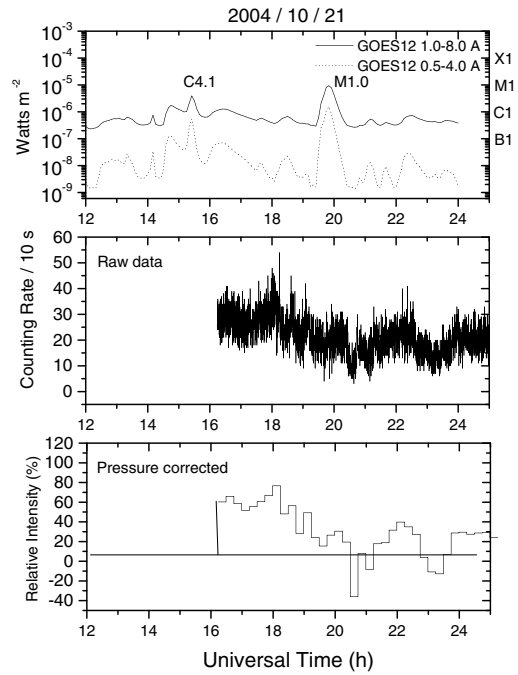 2004 / 10 / 21
10⁻³
10⁻⁴
10⁻⁵
10⁻⁶
10⁻⁷
10⁻⁸
10⁻⁹
Watts m⁻²
GOES12 1.0-8.0 A
GOES12 0.5-4.0 A
C4.1
M1.0
X1
M1
C1
B1
12 14 16 18 20 22 24
60
50
40
30
20
10
0
Counting Rate / 10 s
Raw data
12 14 16 18 20 22 24
120
100
80
60
40
20
0
-20
-40
Relative Intensity (%)
Pressure corrected
12 14 16 18 20 22 24
Universal Time (h)